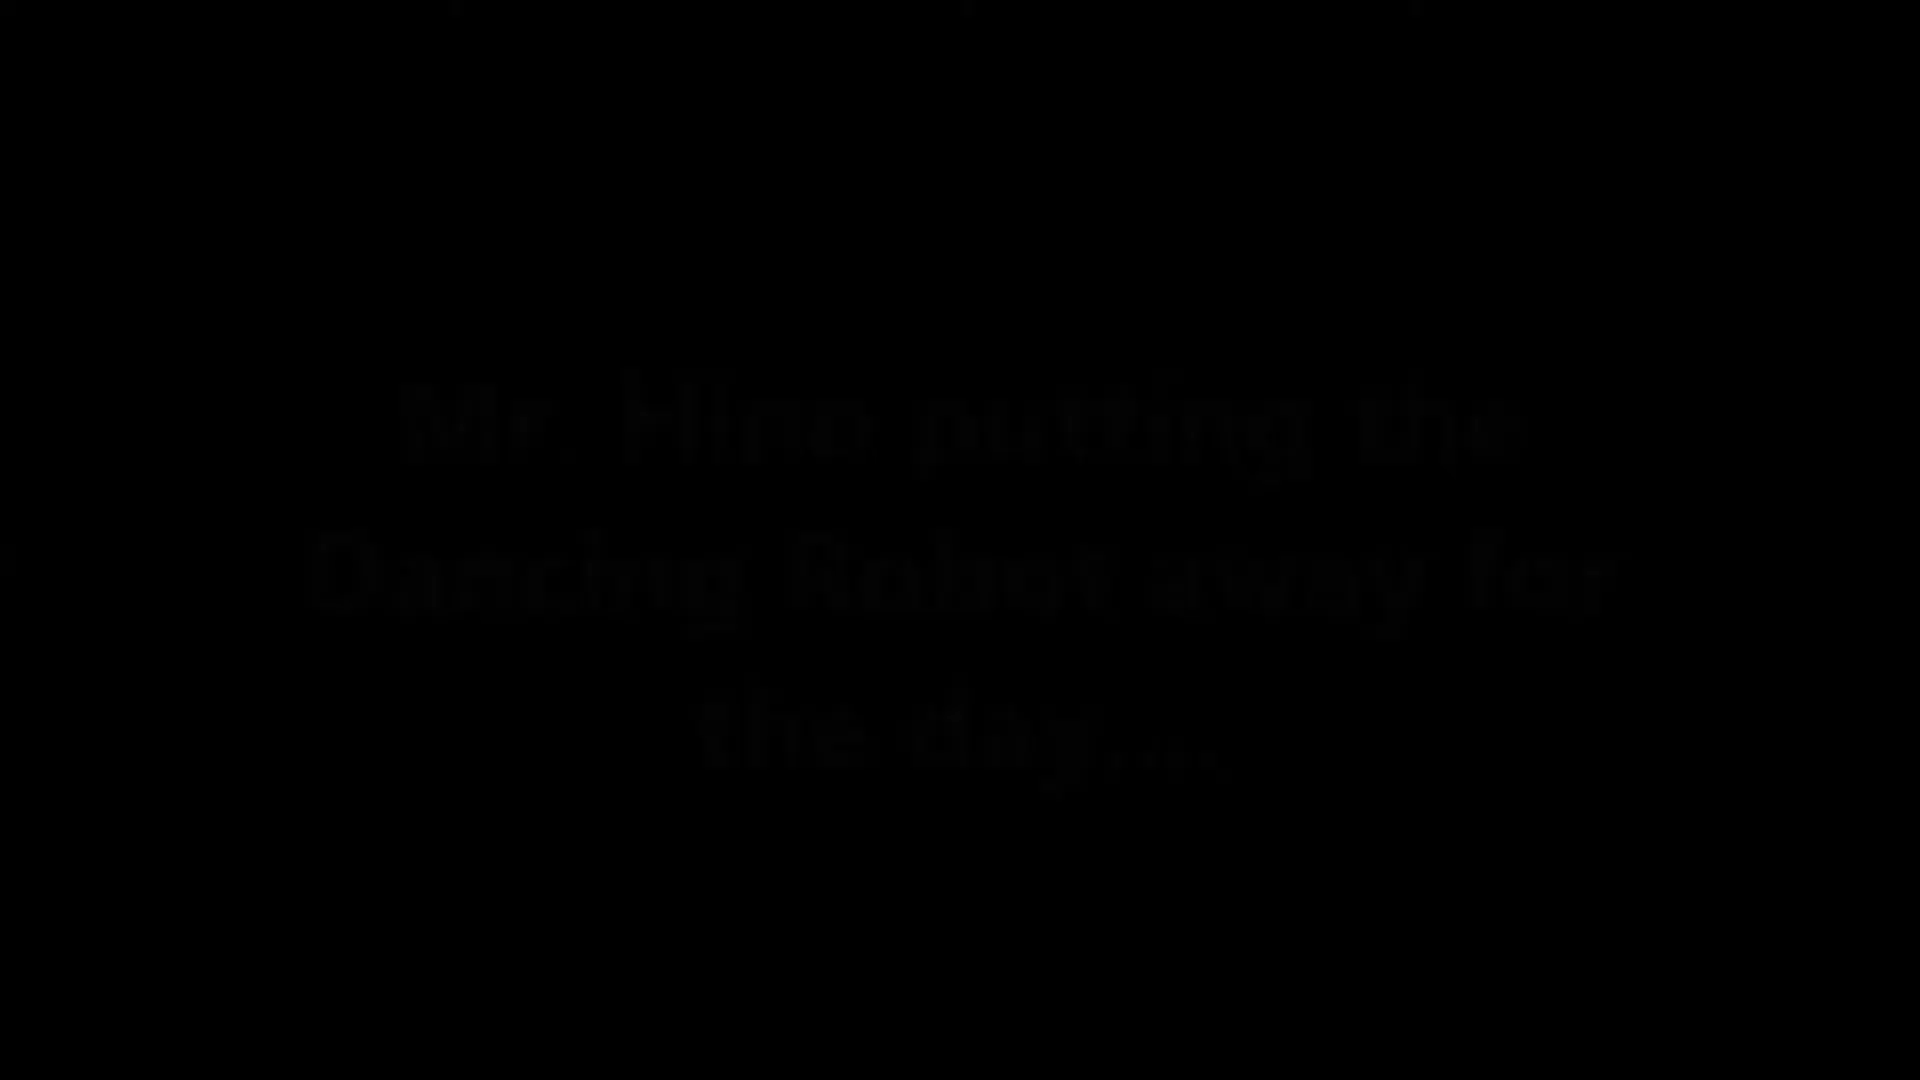 Mr. Hino putting the
Dancing Robot away for
the day....